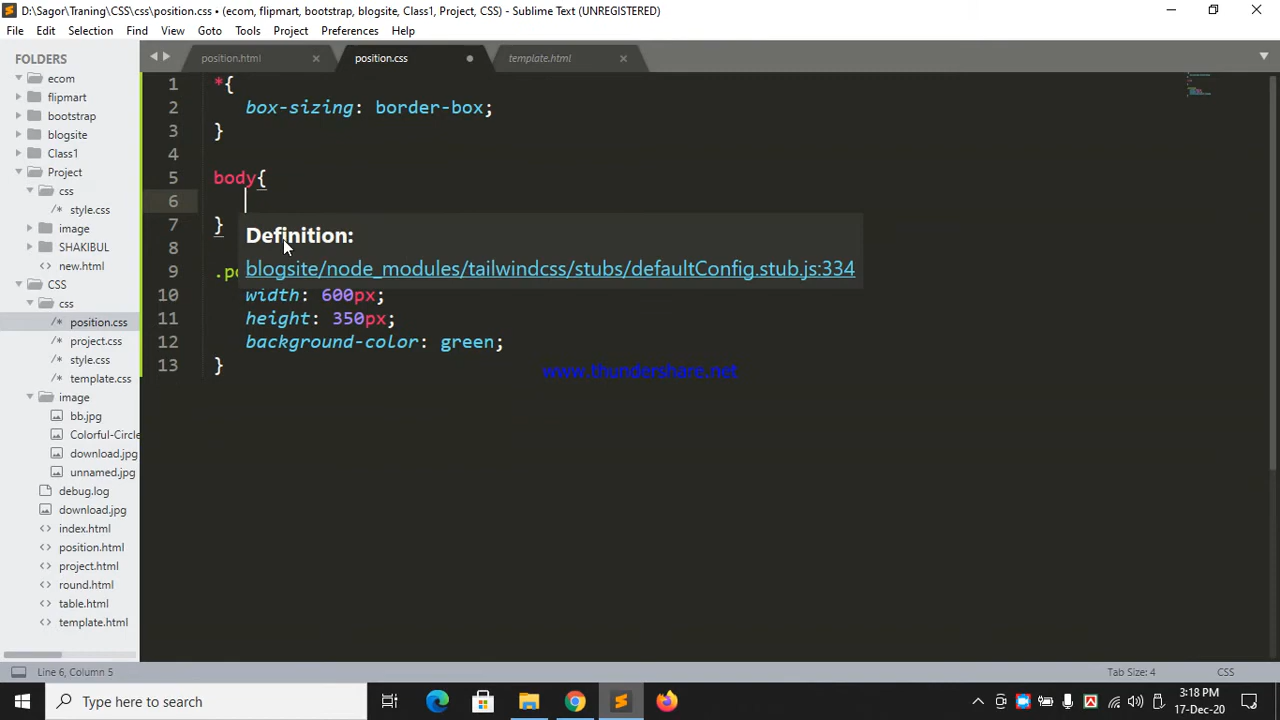 D:\Sagor\Traning\CSS\css\position.css • (ecom, flipmart, bootstrap, blogsite, Class1, Project, CSS) - Sublime Text (UNREGISTERED)
File Edit Selection Find View Goto Tools Project Preferences Help
FOLDERS
ecom
flipmart
bootstrap
blogsite
Class1
Project
css
style.css
image
SHAKIBUL
new.html
CSS
css
position.css
project.css
style.css
template.css
image
bb.jpg
Colorful-Circle
download.jpg
unnamed.jpg
debug.log
download.jpg
index.html
position.html
project.html
round.html
table.html
template.html
position.html position.css template.html
1 *{
2 box-sizing: border-box;
3 }
4
5 body{
6
7 }
8
9 .po
10 width: 600px;
11 height: 350px;
12 background-color: green;
13 }
Definition:
blogsite/node_modules/tailwindcss/stubs/defaultConfig.stub.js:334
www.thundershare.net
Line 6, Column 5 Tab Size: 4 CSS
Type here to search
3:18 PM
17-Dec-20